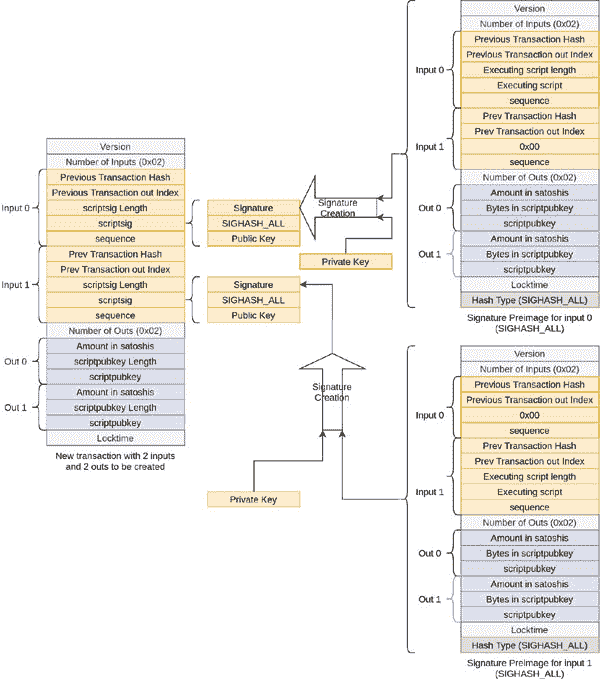 Version
Number of Inputs (0x02)
Input 0
Previous Transaction Hash
Previous Transaction out Index
scriptsig Length
scriptsig
sequence
Input 1
Prev Transaction Hash
Prev Transaction out Index
scriptsig Length
scriptsig
sequence
Number of Outs (0x02)
Out 0
Amount in satoshis
scriptpubkey Length
scriptpubkey
Out 1
Amount in satoshis
scriptpubkey Length
scriptpubkey
Locktime
New transaction with 2 inputs
and 2 outs to be created
Signature
SIGHASH_ALL
Public Key
Signature
SIGHASH_ALL
Public Key
Signature
Creation
Private Key
Signature
Creation
Private Key
Version
Number of Inputs (0x02)
Input 0
Previous Transaction Hash
Previous Transaction out Index
Executing script length
Executing script
sequence
Input 1
Prev Transaction Hash
Prev Transaction out Index
0x00
sequence
Number of Outs (0x02)
Out 0
Amount in satoshis
Bytes in scriptpubkey
scriptpubkey
Out 1
Amount in satoshis
Bytes in scriptpubkey
scriptpubkey
Locktime
Hash Type (SIGHASH_ALL)
Signature Preimage for input 0
(SIGHASH_ALL)
Version
Number of Inputs (0x02)
Input 0
Previous Transaction Hash
Previous Transaction out Index
0x00
sequence
Input 1
Prev Transaction Hash
Prev Transaction out Index
Executing script length
Executing script
sequence
Number of Outs (0x02)
Out 0
Amount in satoshis
Bytes in scriptpubkey
scriptpubkey
Out 1
Amount in satoshis
Bytes in scriptpubkey
scriptpubkey
Locktime
Hash Type (SIGHASH_ALL)
Signature Preimage for input 1
(SIGHASH_ALL)